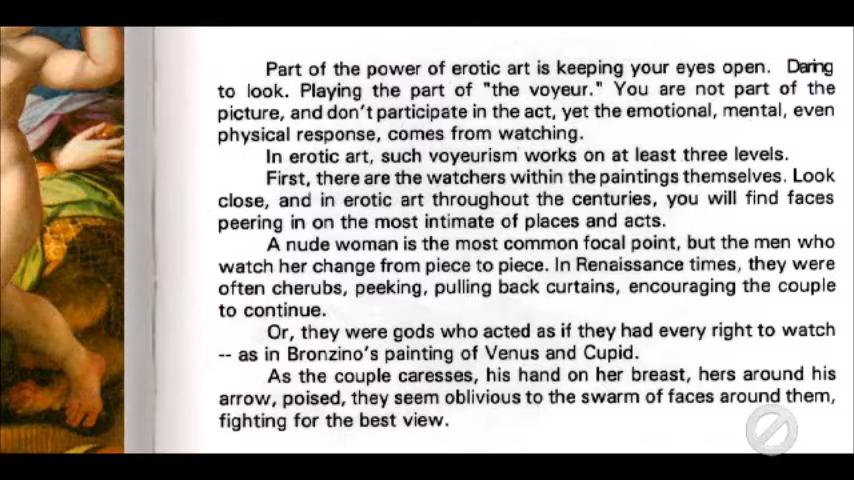 Part of the power of erotic art is keeping your eyes open. Daring
to look. Playing the part of "the voyeur." You are not part of the
picture, and don't participate in the act, yet the emotional, mental, even
physical response, comes from watching.
In erotic art, such voyeurism works on at least three levels.
First, there are the watchers within the paintings themselves. Look
close, and in erotic art throughout the centuries, you will find faces
peering in on the most intimate of places and acts.
A nude woman is the most common focal point, but the men who
watch her change from piece to piece. In Renaissance times, they were
often cherubs, peeking, pulling back curtains, encouraging the couple
to continue.
Or, they were gods who acted as if they had every right to watch
-- as in Bronzino's painting of Venus and Cupid.
As the couple caresses, his hand on her breast, hers around his
arrow, poised, they seem oblivious to the swarm of faces around them,
fighting for the best view.